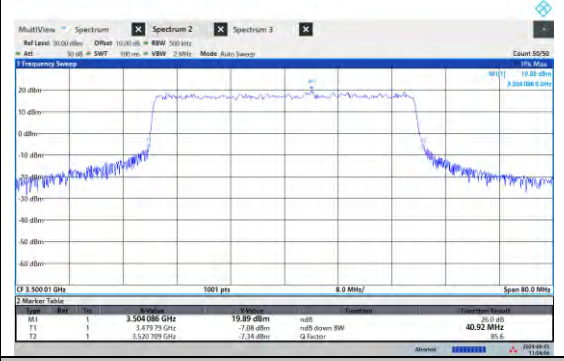 MultiView Spectrum X Spectrum 2 X Spectrum 3 X
Ref Level 30.00 dBm Offset 10.00 dB RBW 500 kHz
Att 30 dB SWT 100 ms VBW 2 MHz Mode Auto Sweep Count 50/50
1 Frequency Sweep 1Pk Max
M1[1] 19.89 dBm
3.504 086 0 GHz
M1
20 dBm
10 dBm
0 dBm
-10 dBm
-20 dBm
-30 dBm
-40 dBm
-50 dBm
-60 dBm
CF 3.500 01 GHz 1001 pts 8.0 MHz/ Span 80.0 MHz
2 Marker Table
Type Ref Trc X-Value Y-Value Function Function Result
M1 1 3.504 086 GHz 19.89 dBm ndB 26.0 dB
T1 1 3.479 79 GHz -7.08 dBm ndB down BW 40.92 MHz
T2 1 3.520 709 GHz -7.34 dBm Q Factor 85.6
Aborted